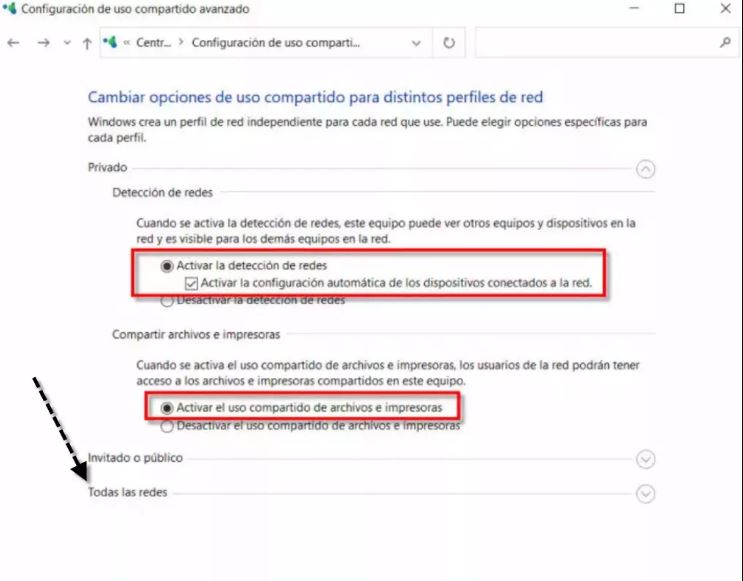 Configuración de uso compartido avanzado
« Centr... > Configuración de uso comparti...
Cambiar opciones de uso compartido para distintos perfiles de red
Windows crea un perfil de red independiente para cada red que use. Puede elegir opciones específicas para
cada perfil.
Privado
Detección de redes
Cuando se activa la detección de redes, este equipo puede ver otros equipos y dispositivos en la
red y es visible para los demás equipos en la red.
Activar la detección de redes
Activar la configuración automática de los dispositivos conectados a la red.
Desactivar la detección de redes
Compartir archivos e impresoras
Cuando se activa el uso compartido de archivos e impresoras, los usuarios de la red podrán tener
acceso a los archivos e impresoras compartidos en este equipo.
Activar el uso compartido de archivos e impresoras
Desactivar el uso compartido de archivos e impresoras
Invitado o público
Todas las redes